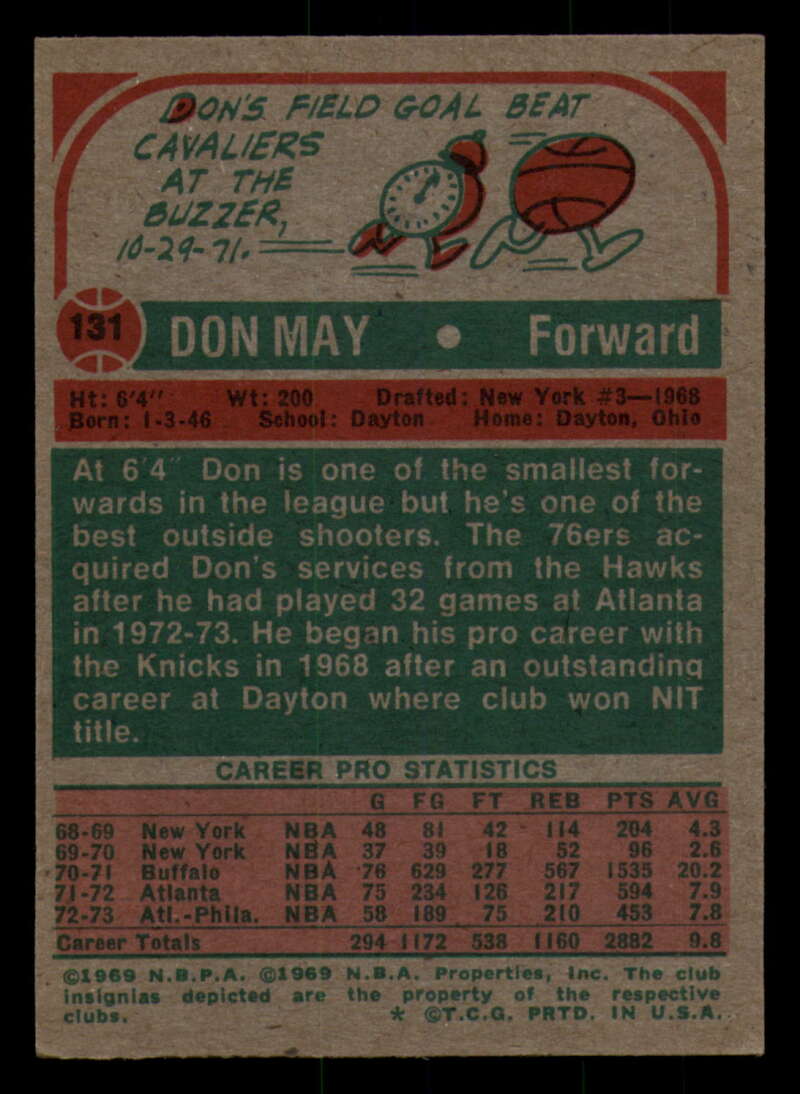 DON'S FIELD GOAL BEAT
CAVALIERS
AT THE
BUZZER,
10-29-71.
131 DON MAY • Forward
Ht: 6'4" Wt: 200 Drafted: New York #3—1968
Born: 1-3-46 School: Dayton Home: Dayton, Ohio
At 6'4" Don is one of the smallest for-
wards in the league but he's one of the
best outside shooters. The 76ers ac-
quired Don's services from the Hawks
after he had played 32 games at Atlanta
in 1972-73. He began his pro career with
the Knicks in 1968 after an outstanding
career at Dayton where club won NIT
title.
CAREER PRO STATISTICS
G FG FT REB PTS AVG
68-69 New York NBA 48 81 42 114 204 4.3
69-70 New York NBA 37 39 18 52 96 2.6
70-71 Buffalo NBA 76 629 277 567 1535 20.2
71-72 Atlanta NBA 75 234 126 217 594 7.9
72-73 Atl.-Phila. NBA 58 189 75 210 453 7.8
Career Totals 294 1172 538 1160 2882 9.8
©1969 N.B.P.A. ©1969 N.B.A. Properties, Inc. The club
insignias depicted are the property of the respective
clubs. * ©T.C.G. PRTD. IN U.S.A.